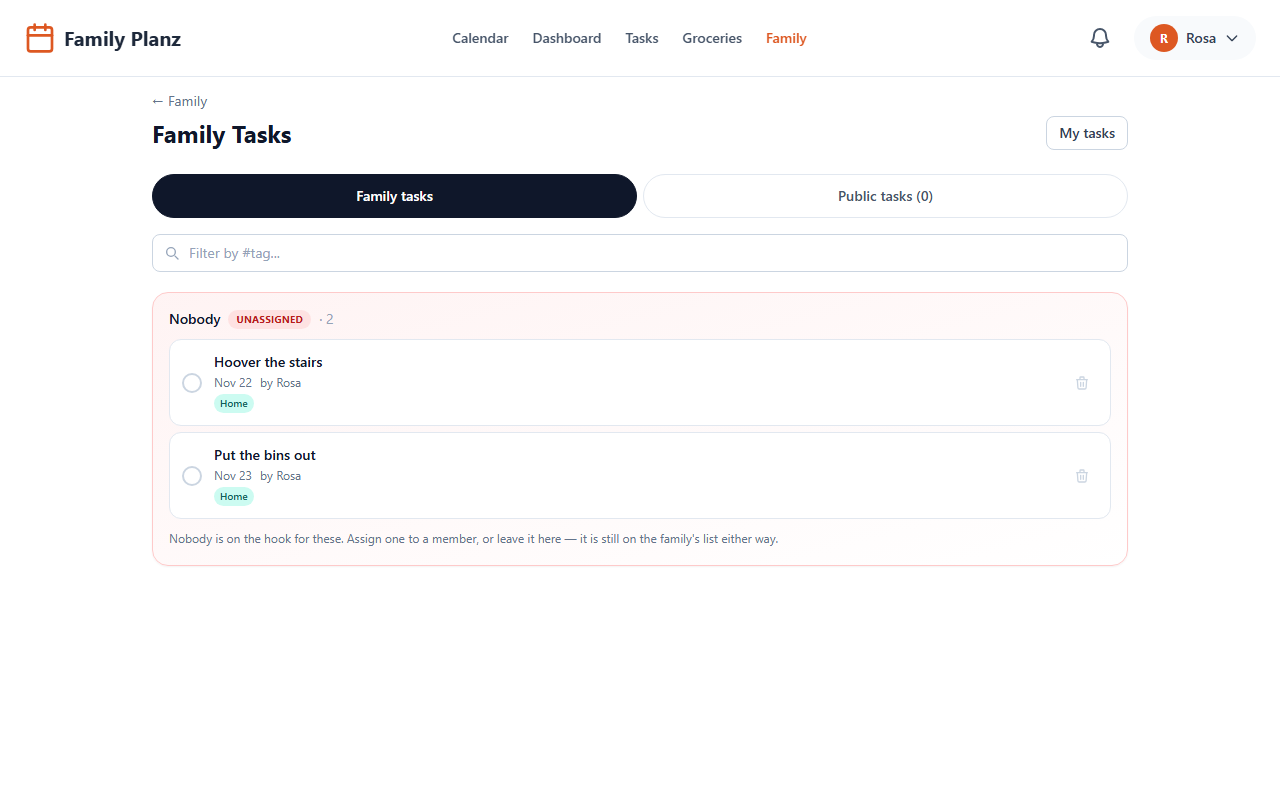 Family Planz
Calendar
Dashboard
Tasks
Groceries
Family
R
Rosa
← Family
Family Tasks
My tasks
Family tasks
Public tasks (0)
Filter by #tag...
Nobody UNASSIGNED · 2
Hoover the stairs
Nov 22 by Rosa
Home
Put the bins out
Nov 23 by Rosa
Home
Nobody is on the hook for these. Assign one to a member, or leave it here — it is still on the family's list either way.